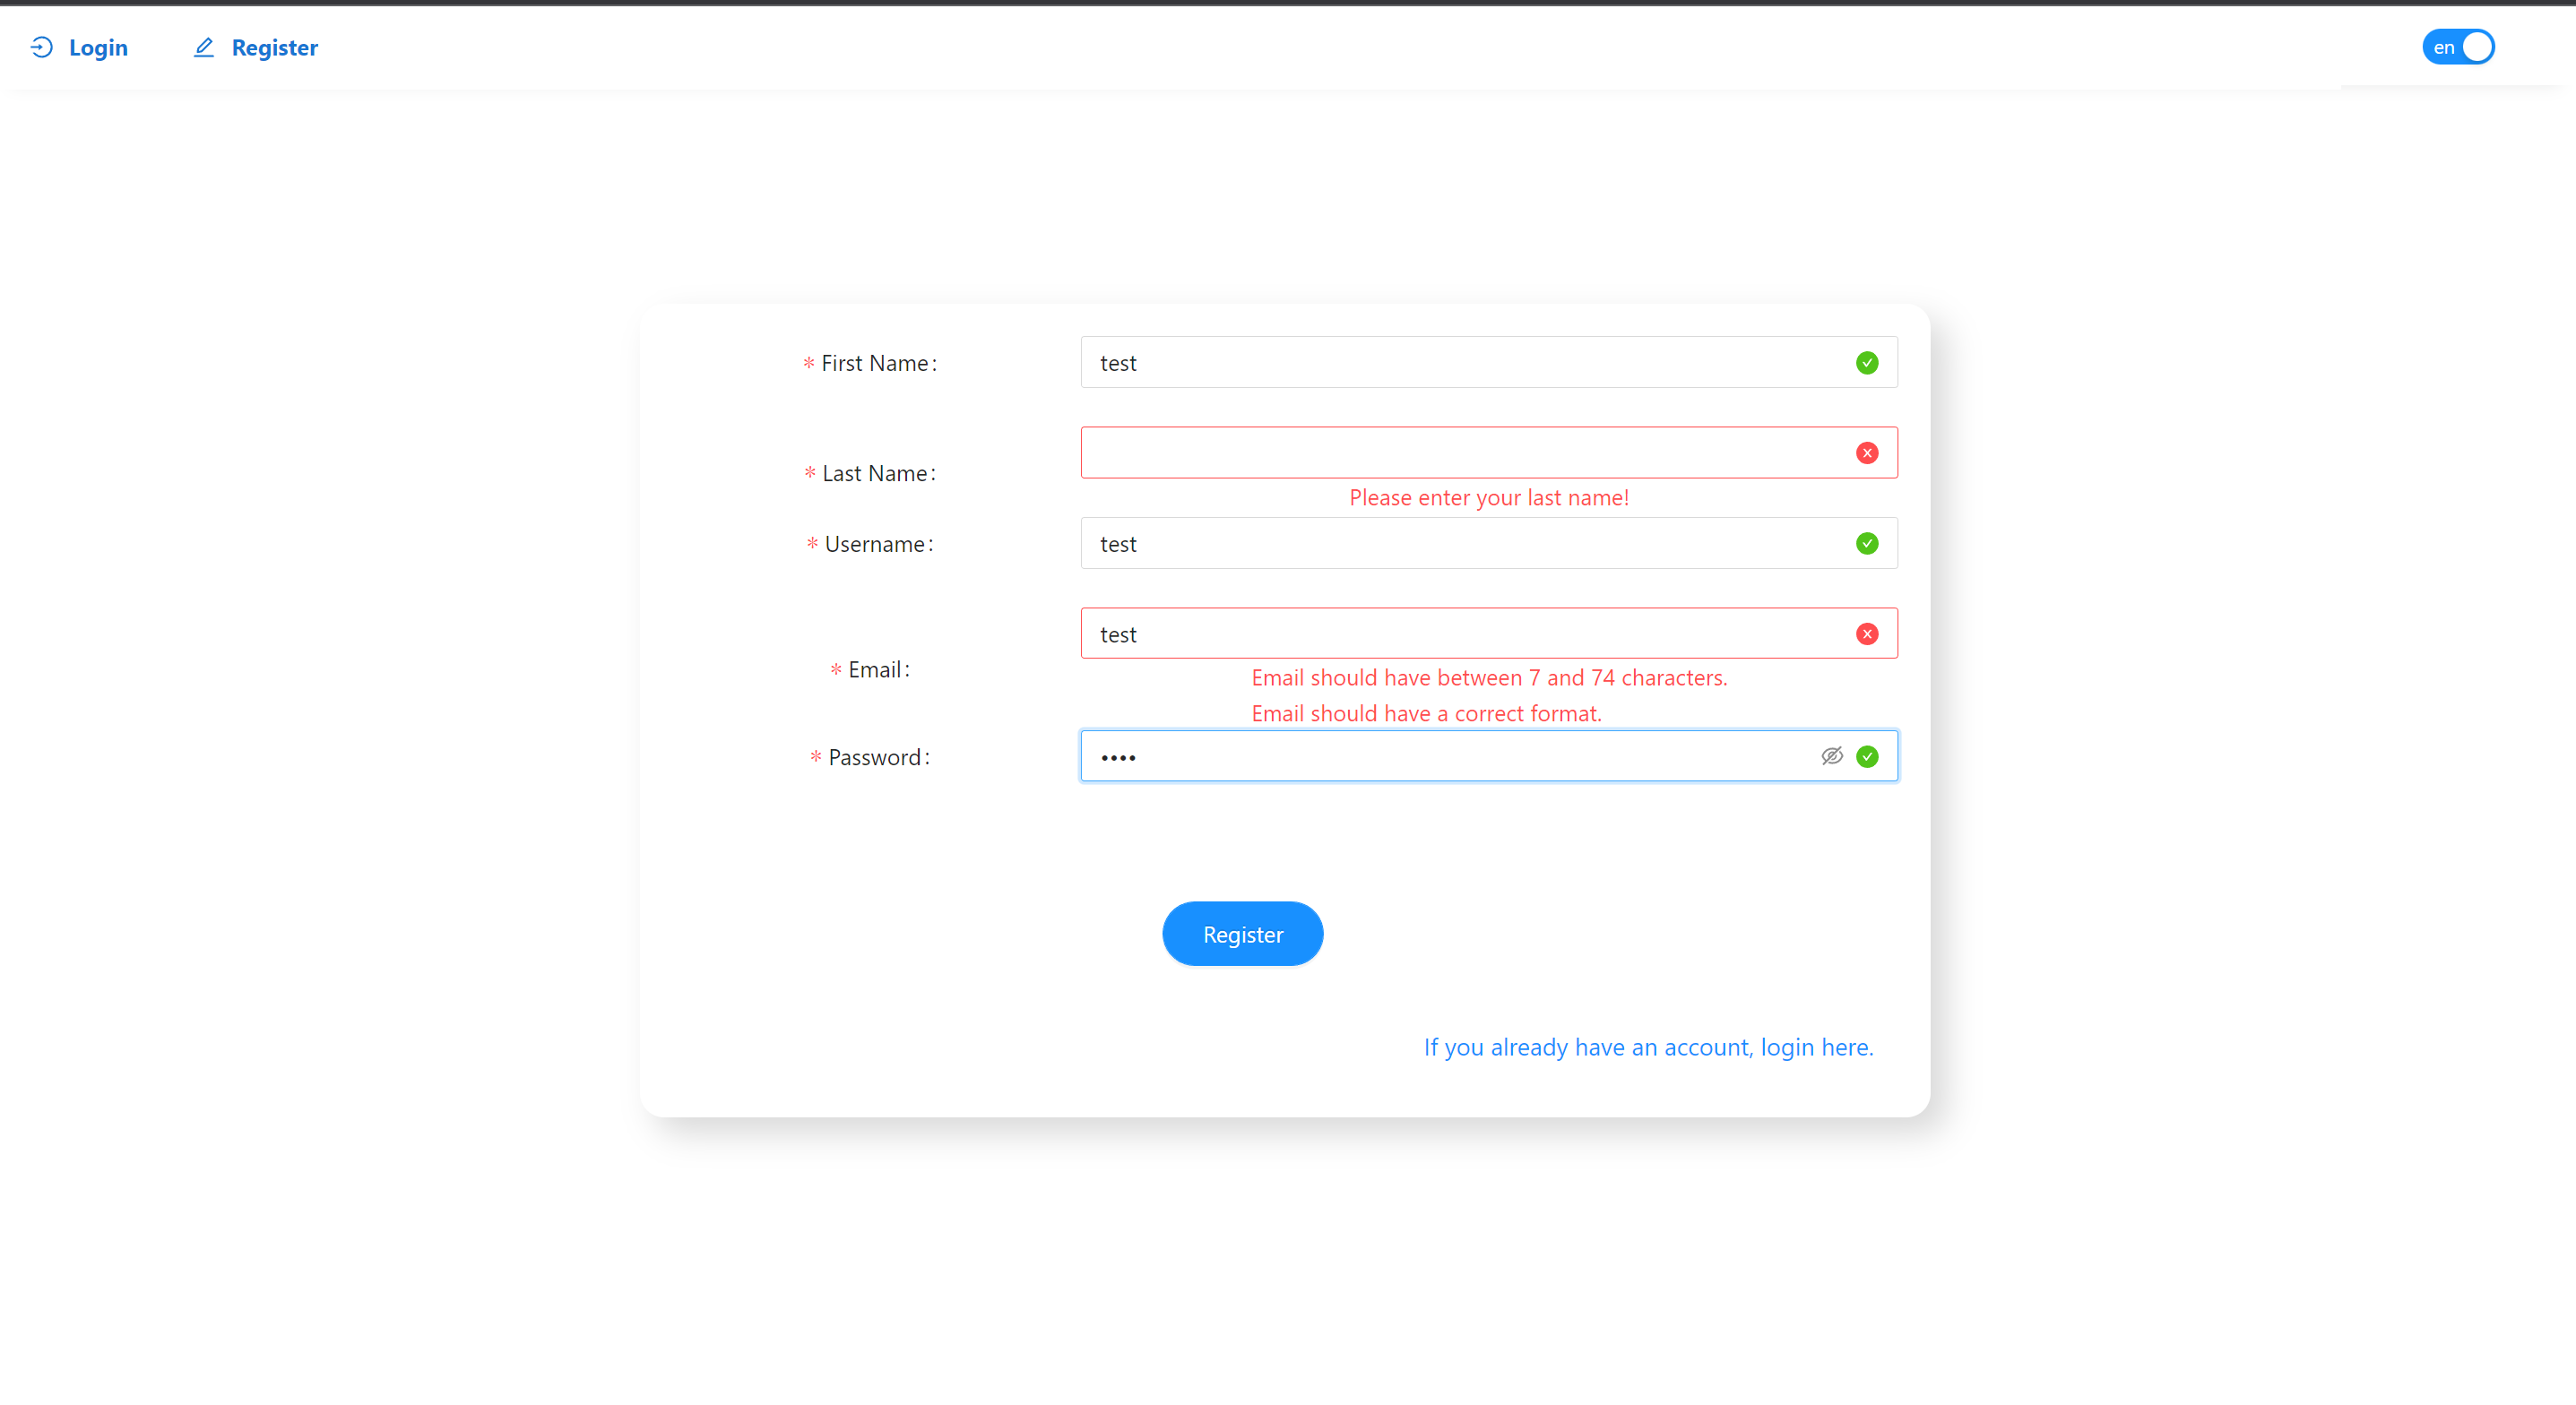 Login
Register
en
* First Name:
test
* Last Name:
Please enter your last name!
* Username:
test
test
* Email:
Email should have between 7 and 74 characters.
Email should have a correct format.
* Password:
••••
Register
If you already have an account, login here.